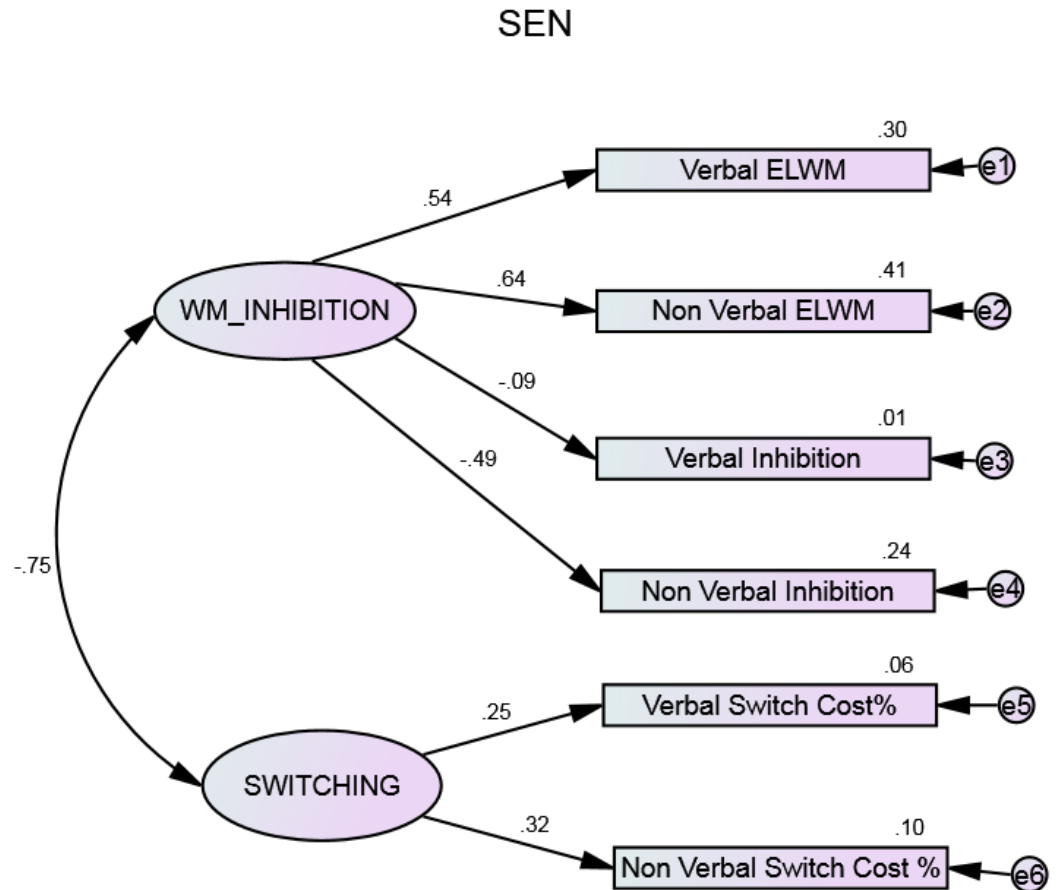 SEN
.30
Verbal ELWM
e1
.54
.41
.64
Non Verbal ELWM
e2
WM_INHIBITION
-.09
.01
Verbal Inhibition
e3
-.49
.24
Non Verbal Inhibition
e4
-.75
.06
.25
Verbal Switch Cost%
e5
SWITCHING
.32
.10
Non Verbal Switch Cost %
e6